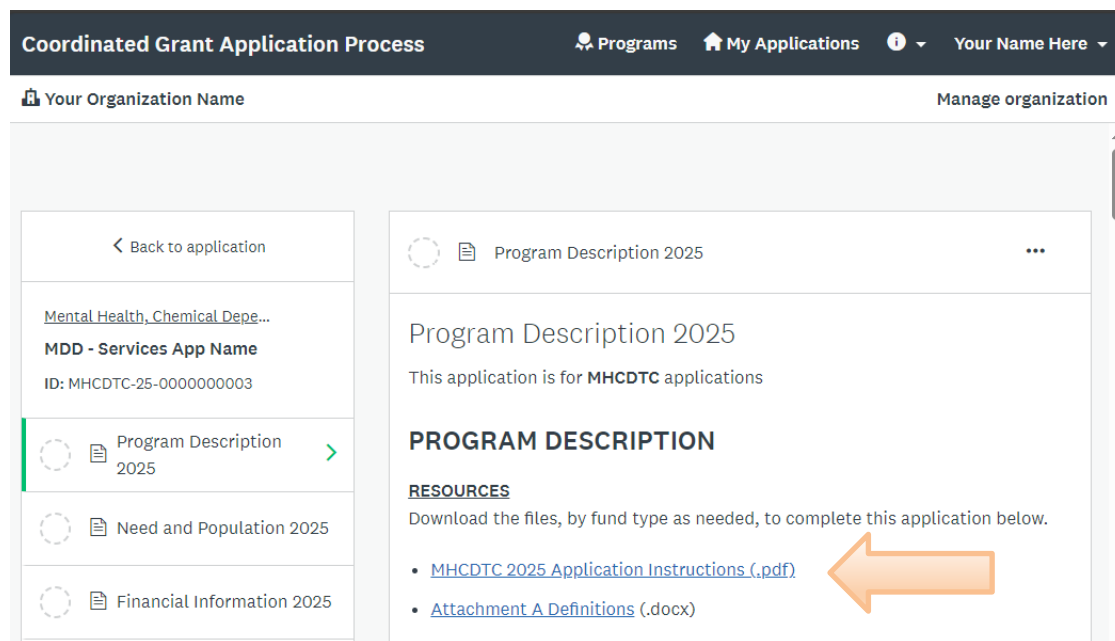 Coordinated Grant Application Process
Programs
My Applications
Your Name Here
Your Organization Name
Manage organization
Back to application
Mental Health, Chemical Depe...
MDD - Services App Name
ID: MHCDTC-25-0000000003
Program Description
2025
Need and Population 2025
Financial Information 2025
Program Description 2025
Program Description 2025
This application is for MHCDTC applications
PROGRAM DESCRIPTION
RESOURCES
Download the files, by fund type as needed, to complete this application below.
• MHCDTC 2025 Application Instructions (.pdf)
• Attachment A Definitions (.docx)